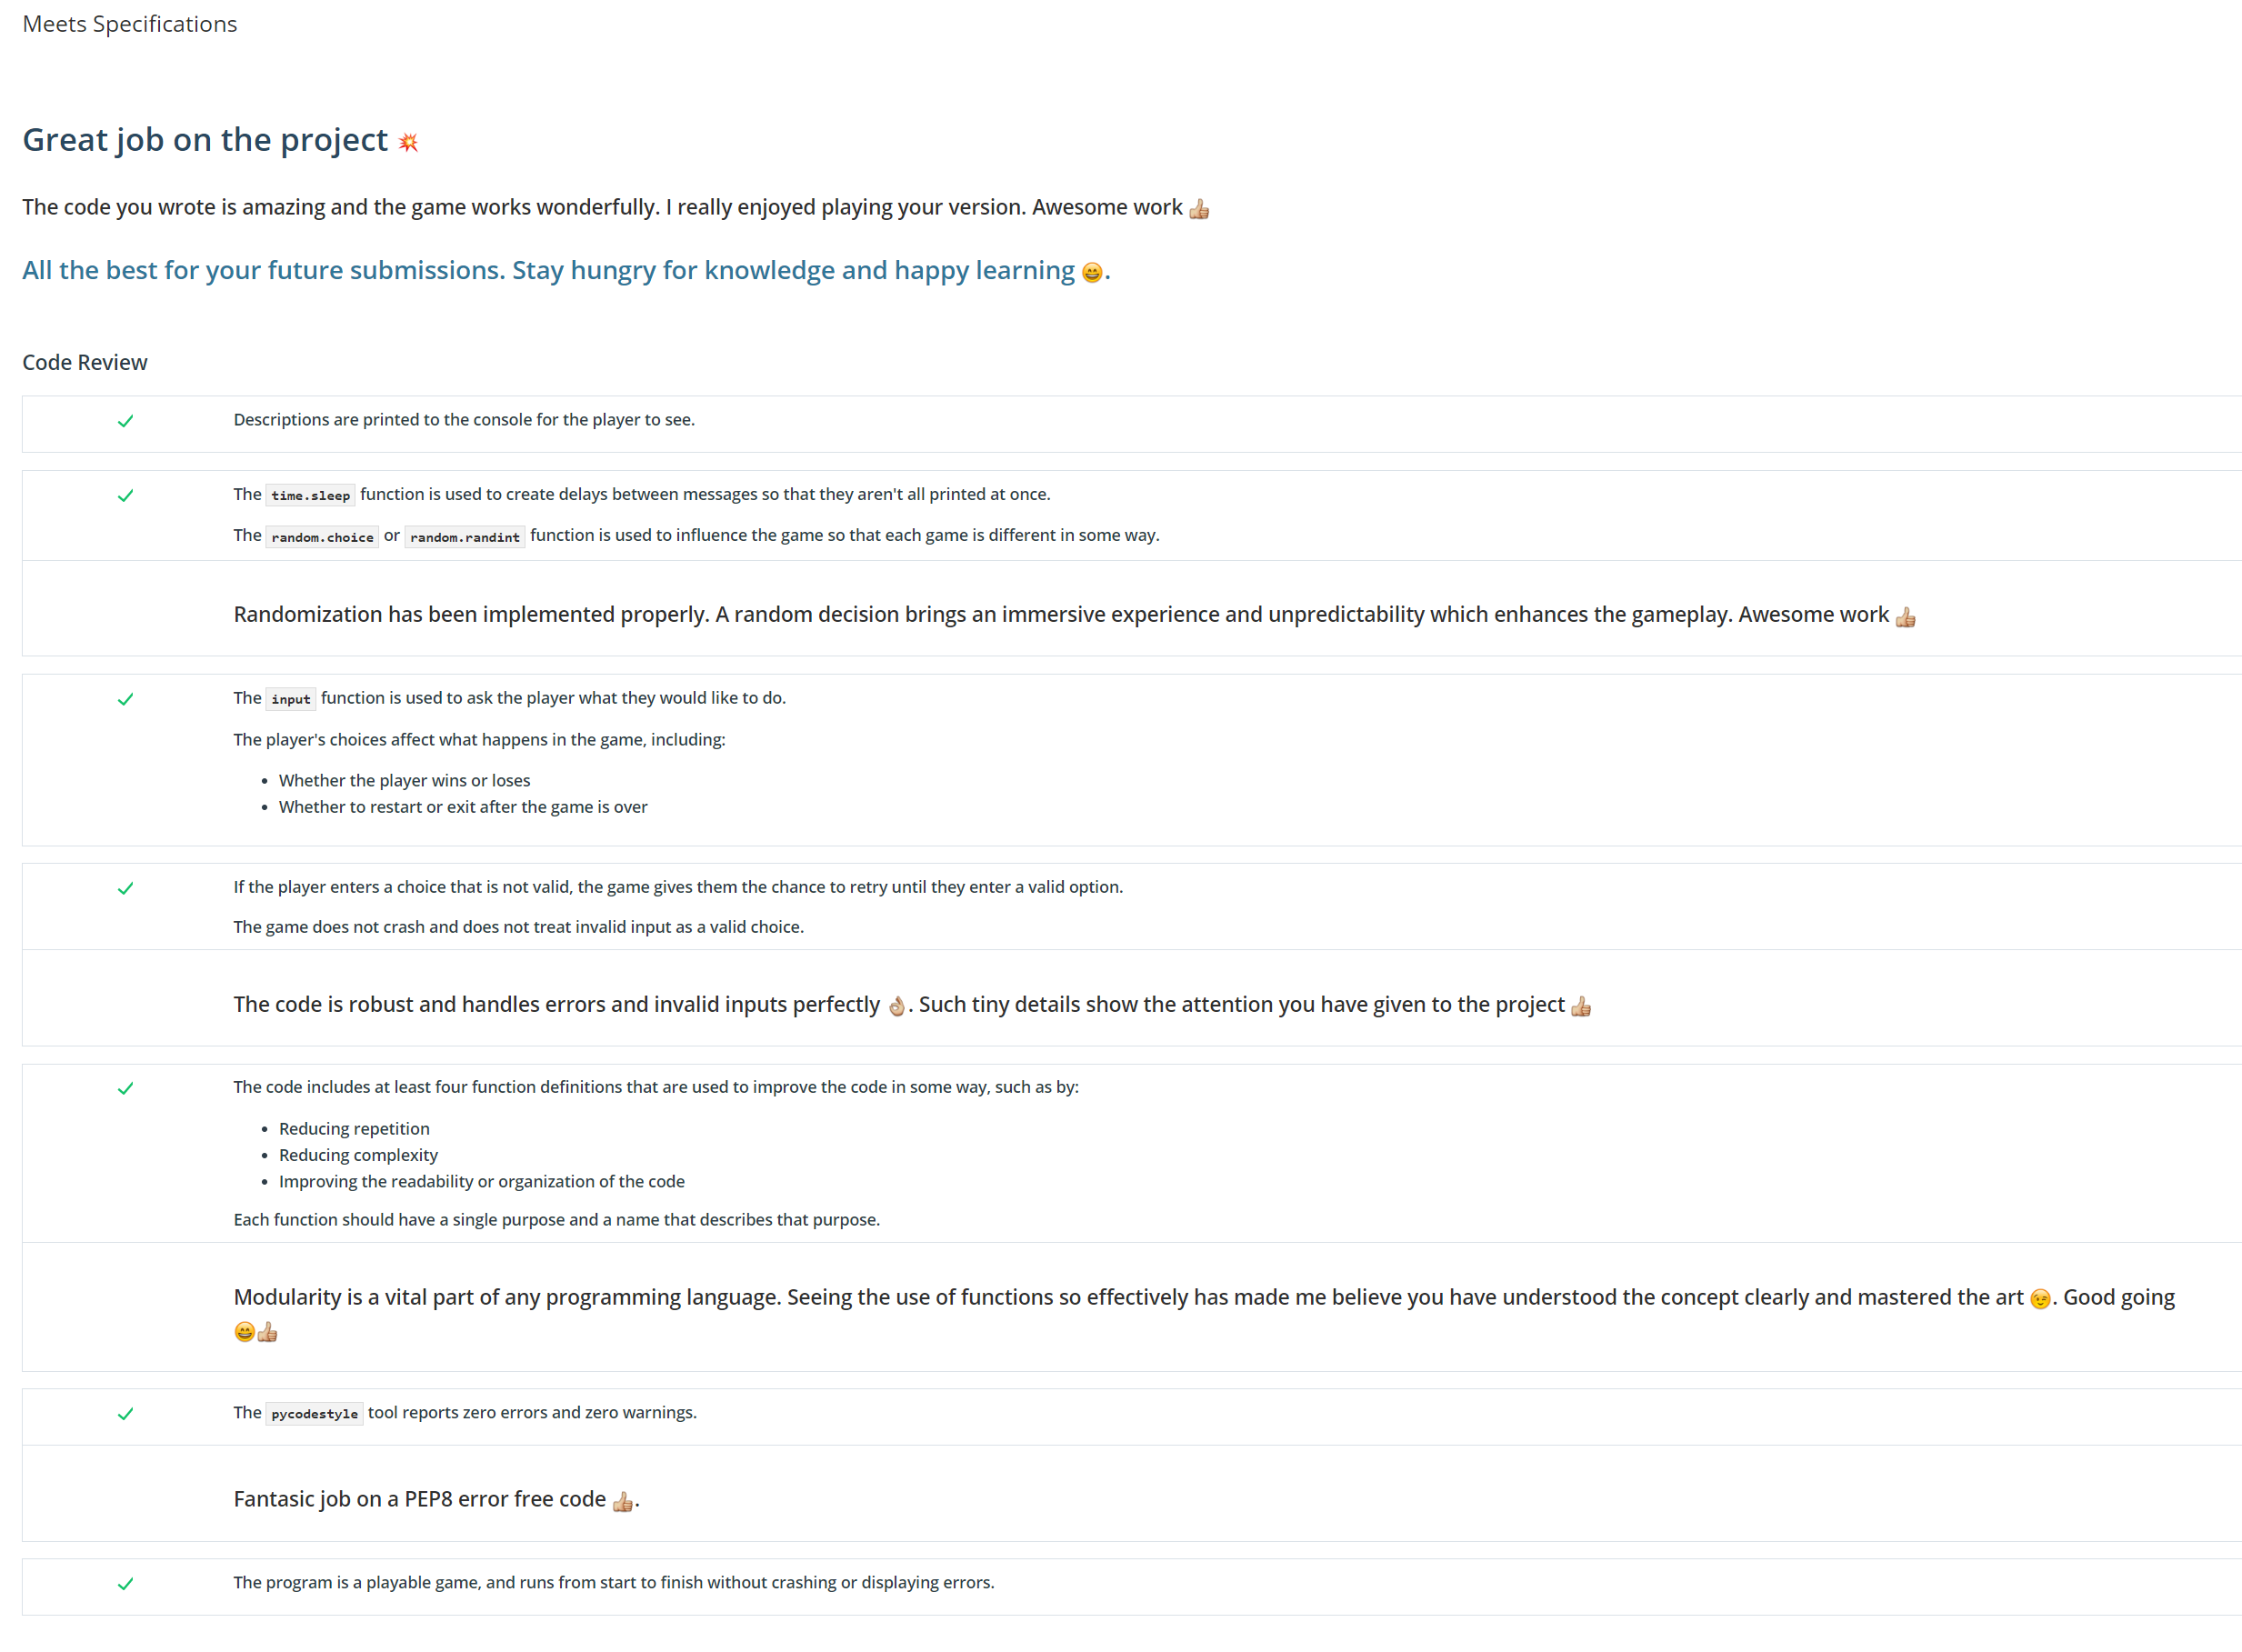 Meets Specifications
Great job on the project 💥
The code you wrote is amazing and the game works wonderfully. I really enjoyed playing your version. Awesome work 👍🏼
All the best for your future submissions. Stay hungry for knowledge and happy learning 😄.
Code Review
Descriptions are printed to the console for the player to see.
The time.sleep function is used to create delays between messages so that they aren't all printed at once.
The random.choice or random.randint function is used to influence the game so that each game is different in some way.
Randomization has been implemented properly. A random decision brings an immersive experience and unpredictability which enhances the gameplay. Awesome work 👍🏼
The input function is used to ask the player what they would like to do.
The player's choices affect what happens in the game, including:
• Whether the player wins or loses
• Whether to restart or exit after the game is over
If the player enters a choice that is not valid, the game gives them the chance to retry until they enter a valid option.
The game does not crash and does not treat invalid input as a valid choice.
The code is robust and handles errors and invalid inputs perfectly 👌🏼. Such tiny details show the attention you have given to the project 👍🏼
The code includes at least four function definitions that are used to improve the code in some way, such as by:
• Reducing repetition
• Reducing complexity
• Improving the readability or organization of the code
Each function should have a single purpose and a name that describes that purpose.
Modularity is a vital part of any programming language. Seeing the use of functions so effectively has made me believe you have understood the concept clearly and mastered the art 😉. Good going
😄👍🏼
The pycodestyle tool reports zero errors and zero warnings.
Fantasic job on a PEP8 error free code 👍🏼.
The program is a playable game, and runs from start to finish without crashing or displaying errors.